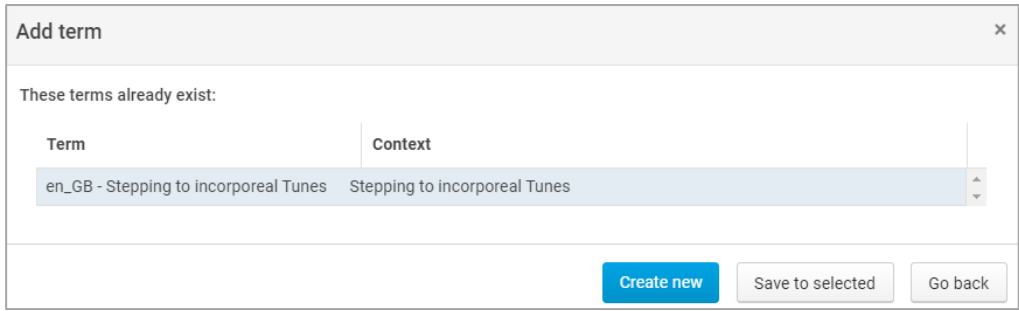 Add term ×
These terms already exist:
Term Context
en_GB - Stepping to incorporeal Tunes Stepping to incorporeal Tunes
Create new Save to selected Go back